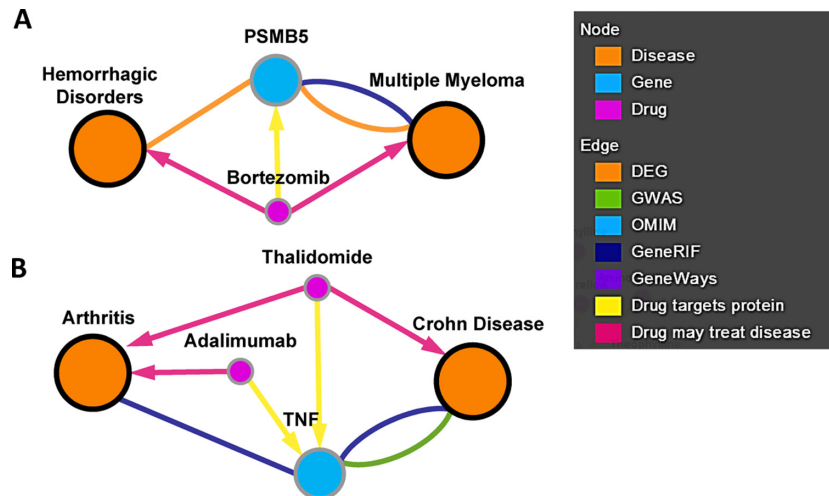 A
PSMB5
Hemorrhagic
Disorders
Multiple Myeloma
Bortezomib
B
Thalidomide
Arthritis
Adalimumab
Crohn Disease
TNF
Node
Disease
Gene
Drug
Edge
DEG
GWAS
OMIM
GeneRIF
GeneWays
Drug targets protein
Drug may treat disease